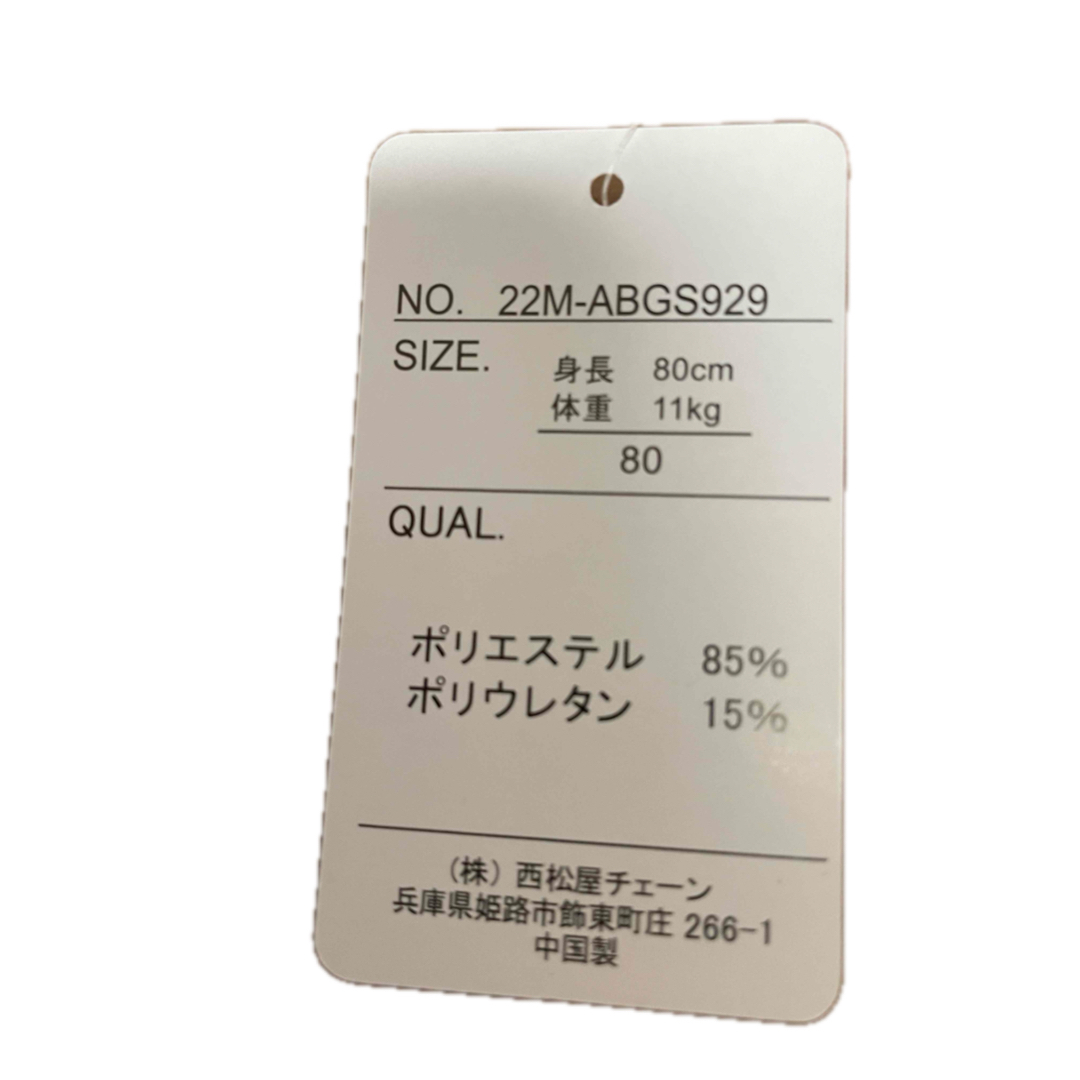 NO. 22M-ABGS929
SIZE. 身長 80cm
体重 11kg
80
QUAL.
ポリエステル 85%
ポリウレタン 15%
(株) 西松屋チェーン
兵庫県姫路市飾東町庄 266-1
中国製